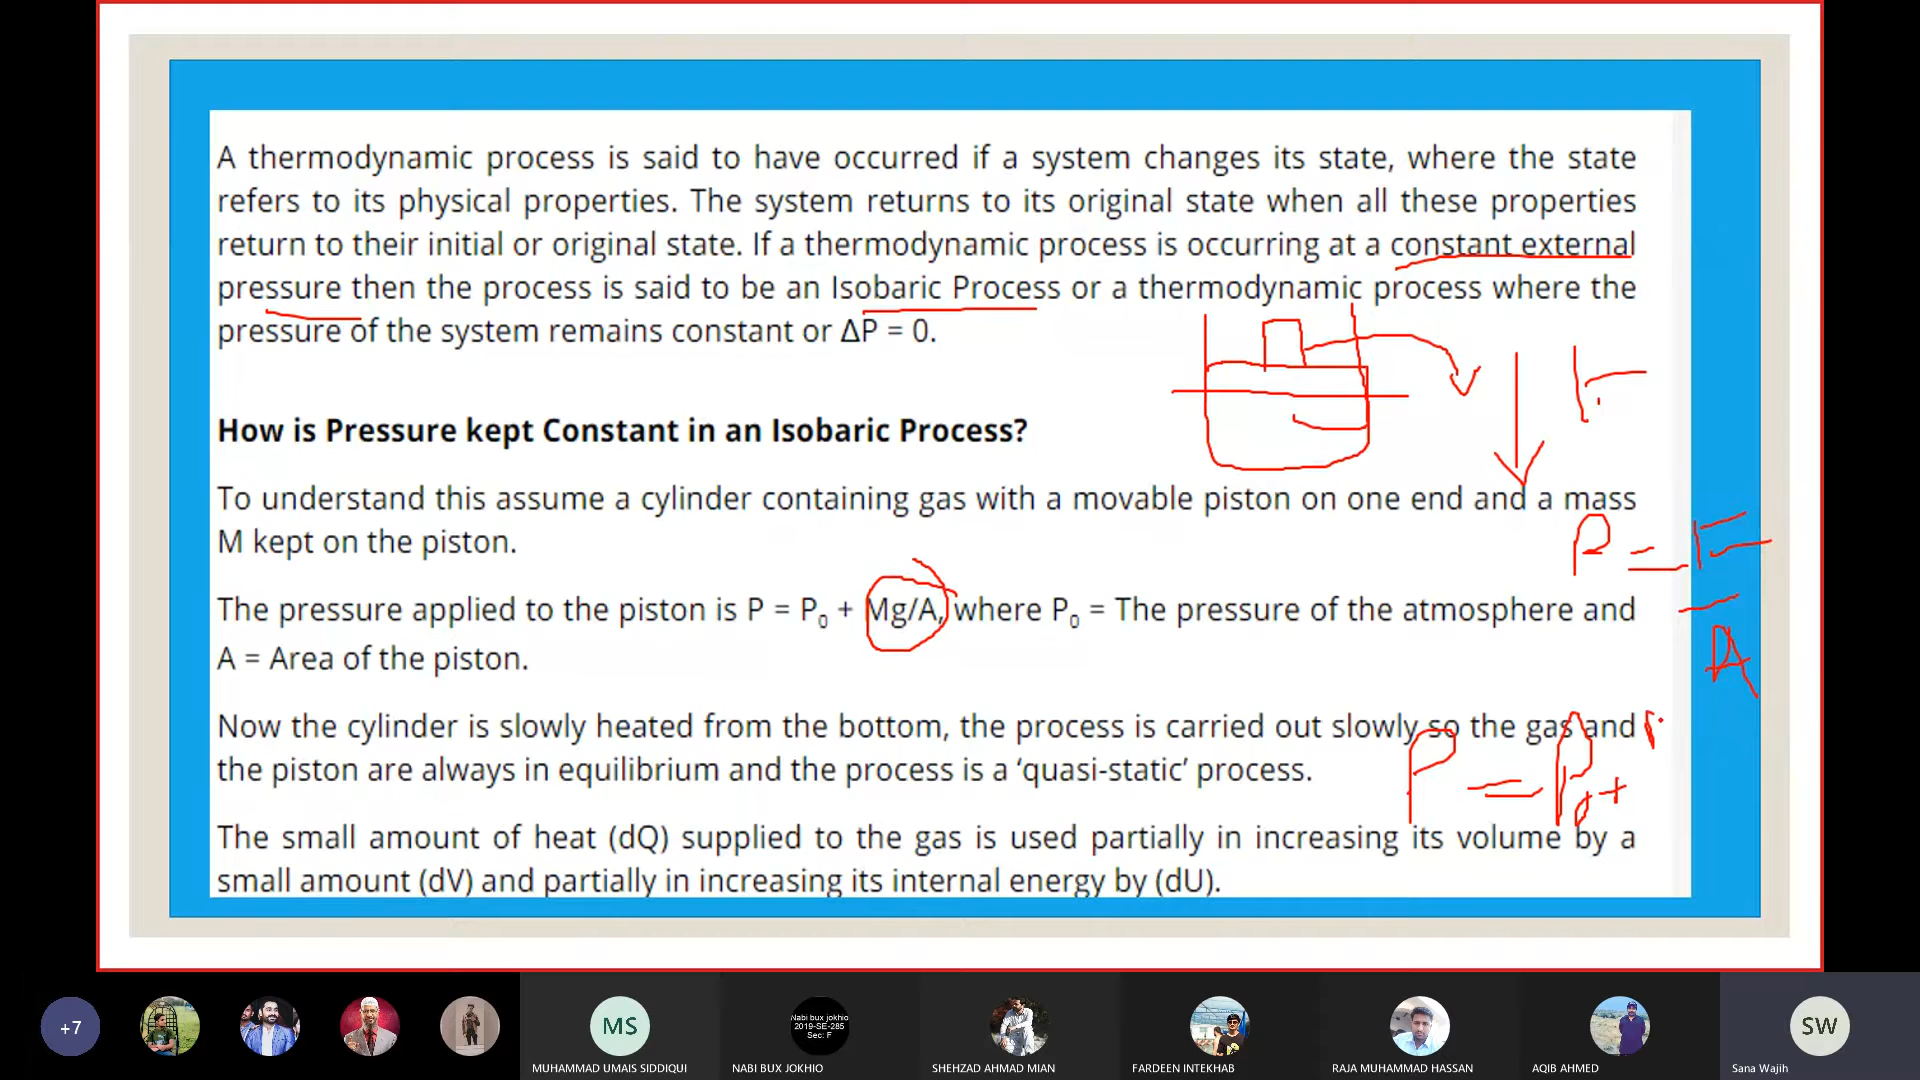 A thermodynamic process is said to have occurred if a system changes its state, where the state
refers to its physical properties. The system returns to its original state when all these properties
return to their initial or original state. If a thermodynamic process is occurring at a constant external
pressure then the process is said to be an Isobaric Process or a thermodynamic process where the
pressure of the system remains constant or ΔP = 0.
F
How is Pressure kept Constant in an Isobaric Process?
To understand this assume a cylinder containing gas with a movable piston on one end and a mass
M kept on the piston.
P = F
A
The pressure applied to the piston is P = P₀ + Mg/A, where P₀ = The pressure of the atmosphere and
A = Area of the piston.
Now the cylinder is slowly heated from the bottom, the process is carried out slowly so the gas and
the piston are always in equilibrium and the process is a ‘quasi-static’ process.
P = P₀ +
The small amount of heat (dQ) supplied to the gas is used partially in increasing its volume by a
small amount (dV) and partially in increasing its internal energy by (dU).
+7
MS
Nabi bux jokhio
2019-SE-285
Sec: F
SW
MUHAMMAD UMAIS SIDDIQUI
NABI BUX JOKHIO
SHEHZAD AHMAD MIAN
FARDEEN INTEKHAB
RAJA MUHAMMAD HASSAN
AQIB AHMED
Sana Wajih